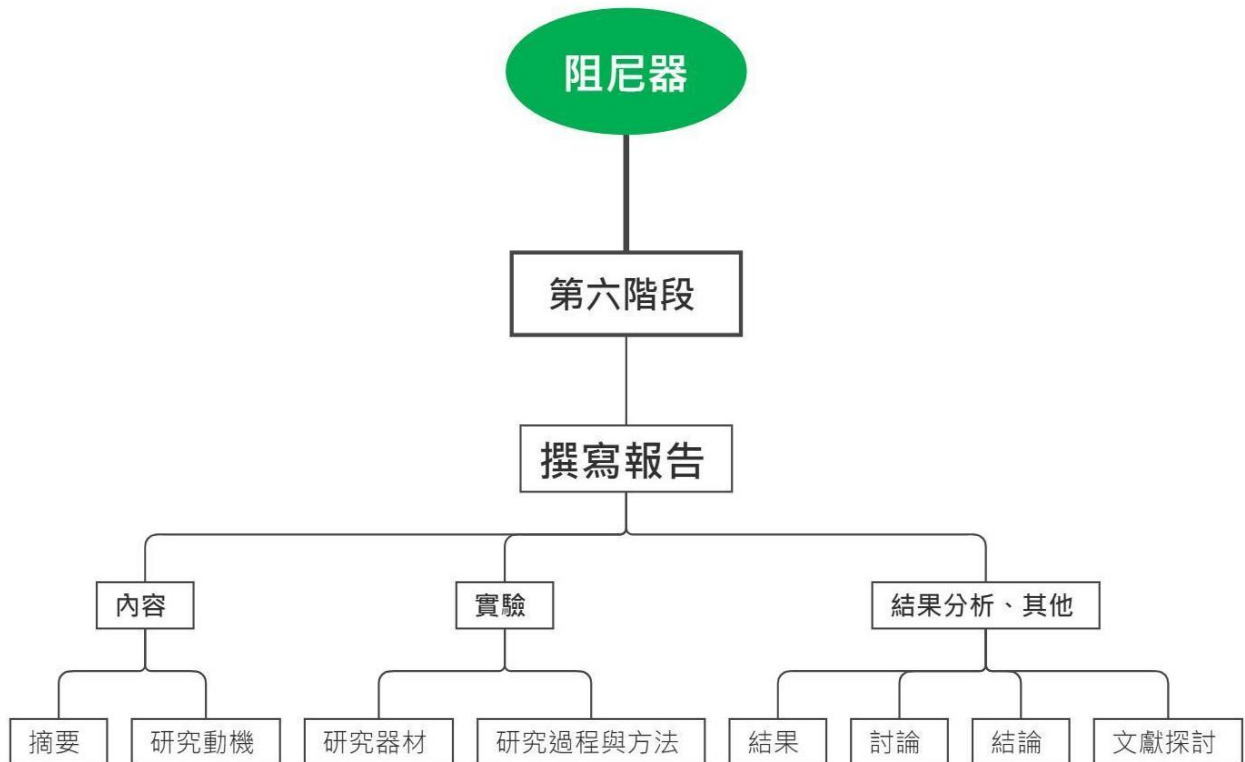 阻尼器
第六階段
撰寫報告
內容
實驗
結果分析、其他
摘要
研究動機
研究器材
研究過程與方法
結果
討論
結論
文獻探討